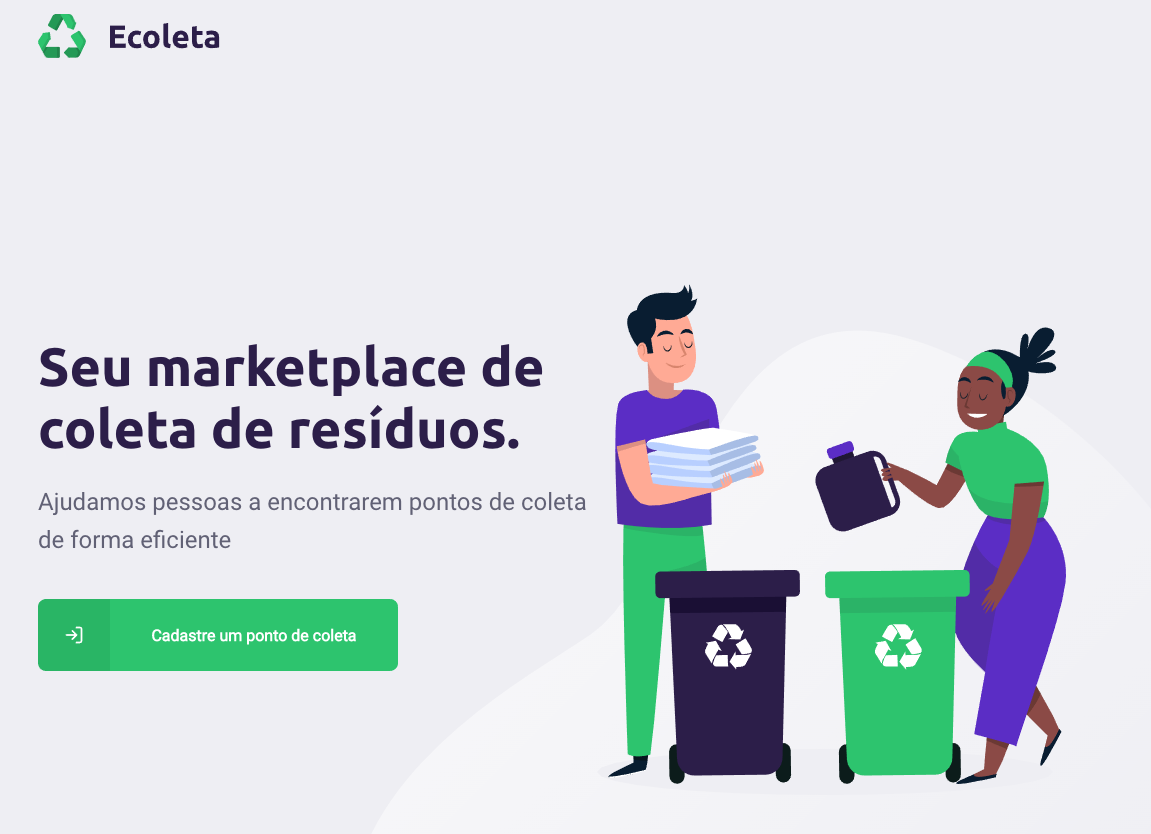 Ecoleta
Seu marketplace de
coleta de resíduos.
Ajudamos pessoas a encontrarem pontos de coleta
de forma eficiente
Cadastre um ponto de coleta